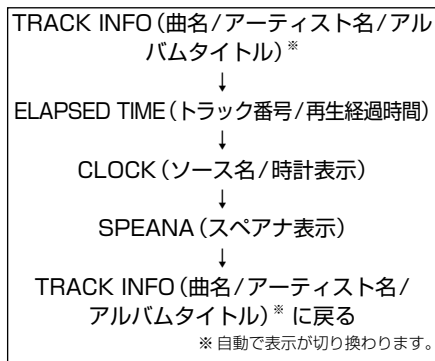 TRACK INFO(曲名/アーティスト名/アル
バムタイトル)※
↓
ELAPSED TIME(トラック番号/再生経過時間)
↓
CLOCK(ソース名/時計表示)
↓
SPEANA(スペアナ表示)
↓
TRACK INFO(曲名/アーティスト名/
アルバムタイトル)※ に戻る
※自動で表示が切り換わります。